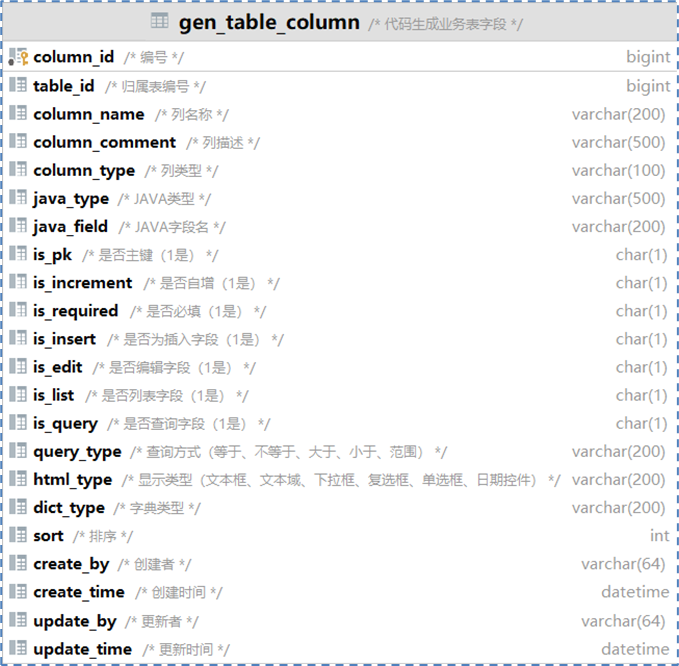 gen_table_column /* 代码生成业务表字段 */
column_id /* 编号 */ bigint
table_id /* 归属表编号 */ bigint
column_name /* 列名称 */ varchar(200)
column_comment /* 列描述 */ varchar(500)
column_type /* 列类型 */ varchar(100)
java_type /* JAVA类型 */ varchar(500)
java_field /* JAVA字段名 */ varchar(200)
is_pk /* 是否主键（1是） */ char(1)
is_increment /* 是否自增（1是） */ char(1)
is_required /* 是否必填（1是） */ char(1)
is_insert /* 是否为插入字段（1是） */ char(1)
is_edit /* 是否编辑字段（1是） */ char(1)
is_list /* 是否列表字段（1是） */ char(1)
is_query /* 是否查询字段（1是） */ char(1)
query_type /* 查询方式（等于、不等于、大于、小于、范围） */ varchar(200)
html_type /* 显示类型（文本框、文本域、下拉框、复选框、单选框、日期控件） */ varchar(200)
dict_type /* 字典类型 */ varchar(200)
sort /* 排序 */ int
create_by /* 创建者 */ varchar(64)
create_time /* 创建时间 */ datetime
update_by /* 更新者 */ varchar(64)
update_time /* 更新时间 */ datetime